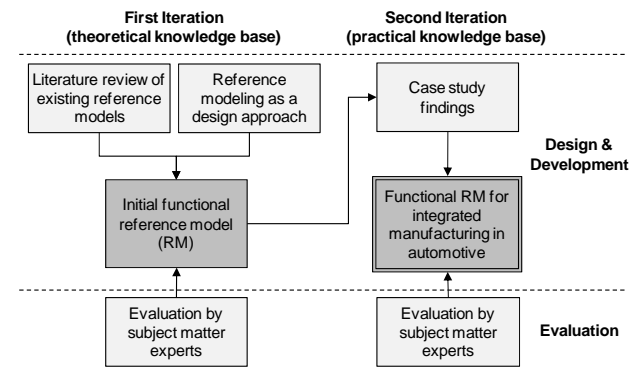 First Iteration
(theoretical knowledge base)
Second Iteration
(practical knowledge base)
Literature review of
existing reference
models
Reference
modeling as a
design approach
Case study
findings
Design &
Development
Initial functional
reference model
(RM)
Functional RM for
integrated
manufacturing in
automotive
Evaluation by
subject matter
experts
Evaluation by
subject matter
experts
Evaluation